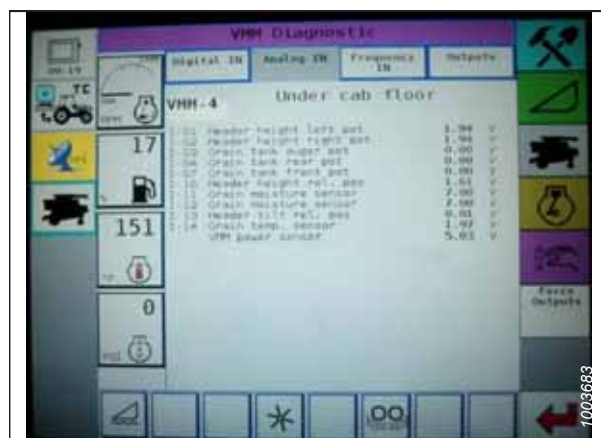 VMM Diagnostic
Digital IN
Analog IN
Frequency IN
Outputs
TC
VMM-4
Under cab floor
Header height left pot 1.94 V
Header height right pot 1.94 V
Grain tank auger pot 0.00 V
Grain tank rear pot 0.00 V
Grain tank front pot 0.00 V
Header height rel. pos 1.61 V
Grain moisture sensor 7.00 V
Grain moisture sensor 7.00 V
Header tilt rel. pos 0.01 V
Grain temp. sensor 1.97 V
VMM power sensor 5.03 V
17
151
0
Force
Outputs
1003683